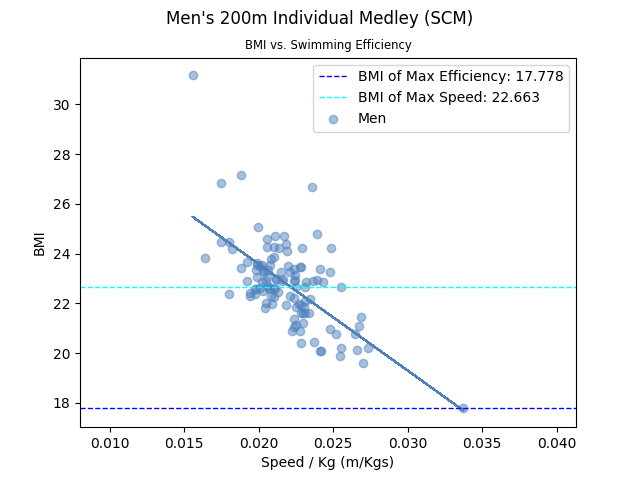 Men's 200m Individual Medley (SCM)
BMI vs. Swimming Efficiency
BMI of Max Efficiency: 17.778
BMI of Max Speed: 22.663
Men
30
28
26
24
22
20
18
BMI
0.010 0.015 0.020 0.025 0.030 0.035 0.040
Speed / Kg (m/Kgs)